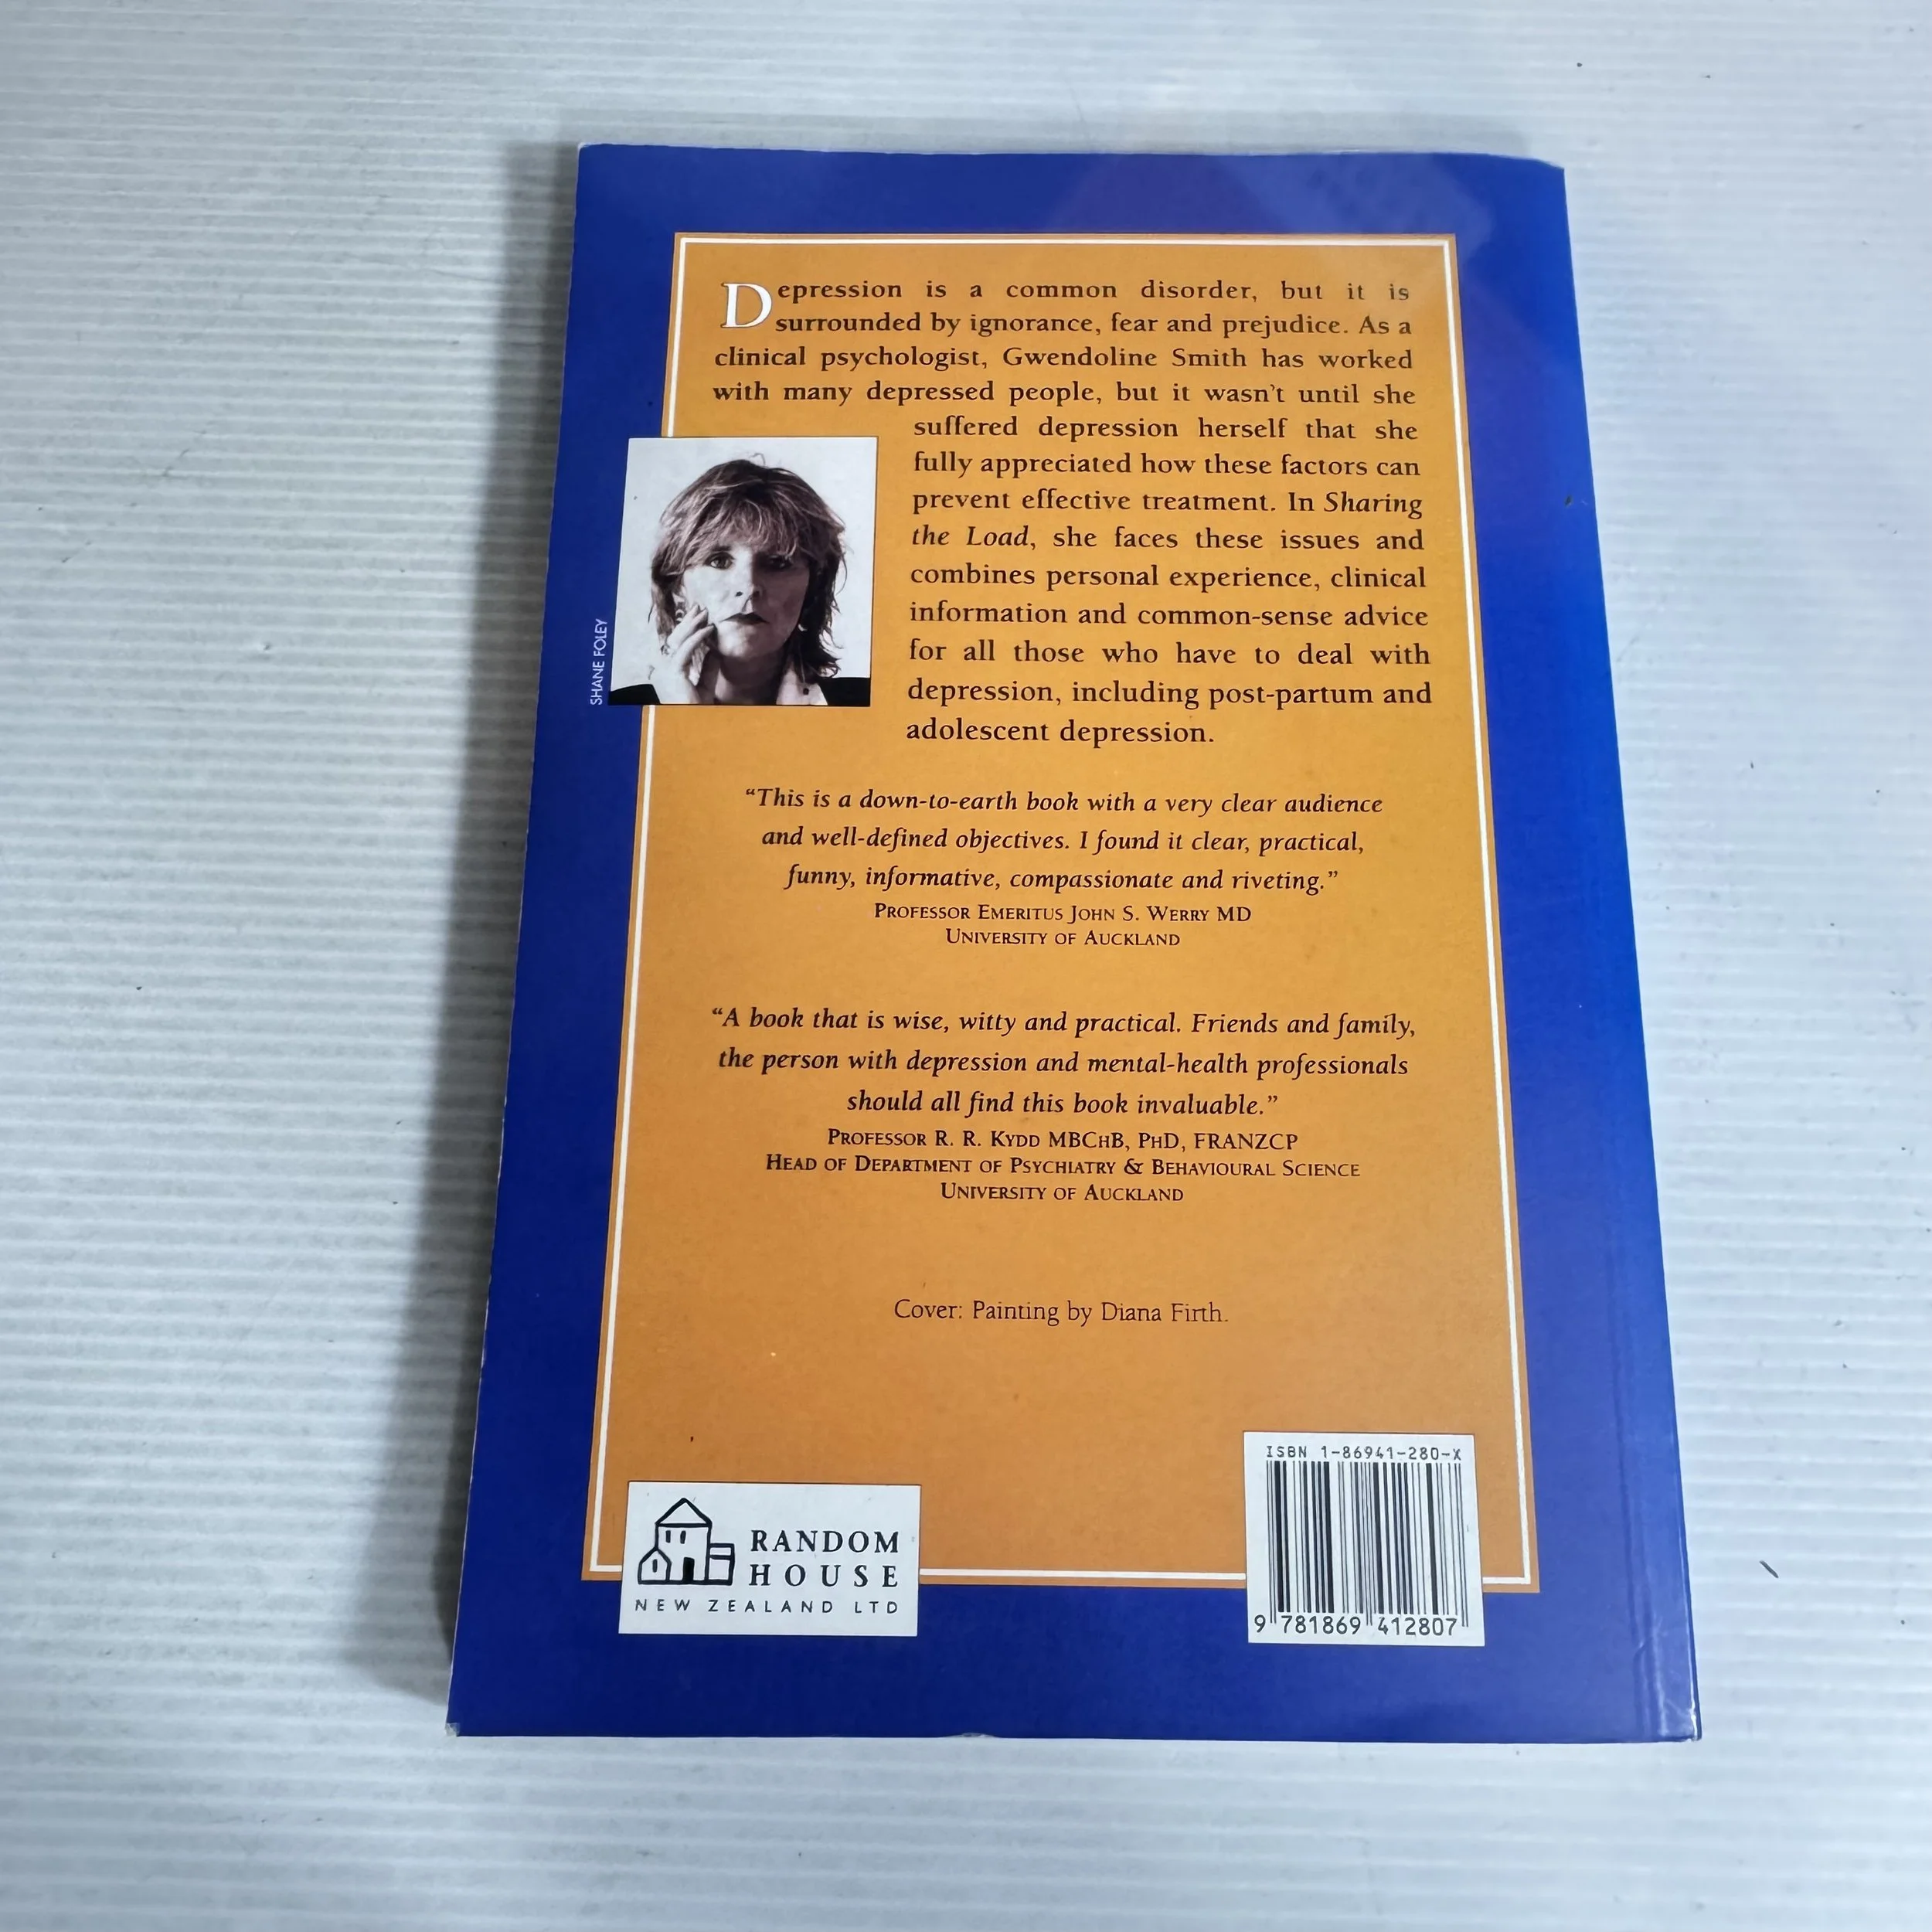 Depression is a common disorder, but it is
surrounded by ignorance, fear and prejudice. As a
clinical psychologist, Gwendoline Smith has worked
with many depressed people, but it wasn't until she
suffered depression herself that she
fully appreciated how these factors can
prevent effective treatment. In Sharing
the Load, she faces these issues and
combines personal experience, clinical
information and common-sense advice
for all those who have to deal with
depression, including post-partum and
adolescent depression.
SHANE FOLEY
“This is a down-to-earth book with a very clear audience
and well-defined objectives. I found it clear, practical,
funny, informative, compassionate and riveting.”
PROFESSOR EMERITUS JOHN S. WERRY MD
UNIVERSITY OF AUCKLAND
“A book that is wise, witty and practical. Friends and family,
the person with depression and mental-health professionals
should all find this book invaluable.”
PROFESSOR R. R. KYDD MBCHB, PHD, FRANZCP
HEAD OF DEPARTMENT OF PSYCHIATRY & BEHAVIOURAL SCIENCE
UNIVERSITY OF AUCKLAND
Cover: Painting by Diana Firth.
RANDOM
HOUSE
NEW ZEALAND LTD
ISBN 1-86941-280-X
9 781869 412807